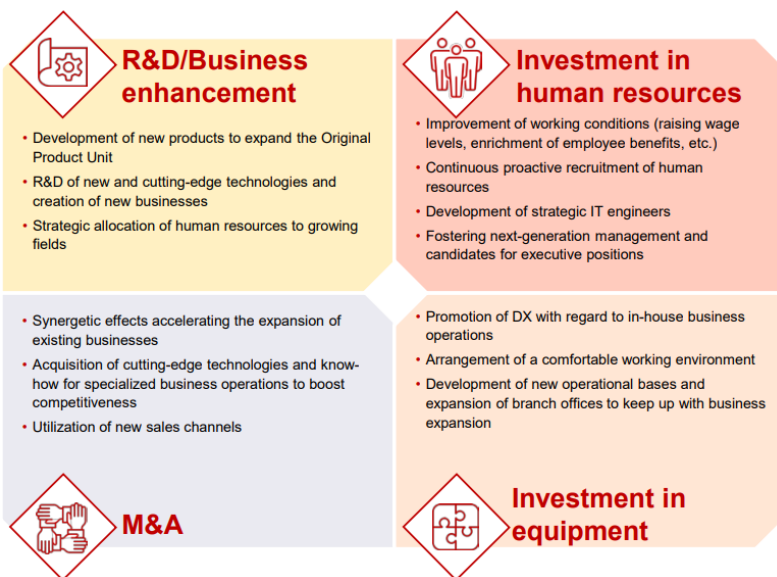 R&D/Business
enhancement
• Development of new products to expand the Original
Product Unit
• R&D of new and cutting-edge technologies and
creation of new businesses
• Strategic allocation of human resources to growing
fields
Investment in
human resources
• Improvement of working conditions (raising wage
levels, enrichment of employee benefits, etc.)
• Continuous proactive recruitment of human
resources
• Development of strategic IT engineers
• Fostering next-generation management and
candidates for executive positions
• Synergetic effects accelerating the expansion of
existing businesses
• Acquisition of cutting-edge technologies and know-
how for specialized business operations to boost
competitiveness
• Utilization of new sales channels
M&A
• Promotion of DX with regard to in-house business
operations
• Arrangement of a comfortable working environment
• Development of new operational bases and
expansion of branch offices to keep up with business
expansion
Investment in
equipment